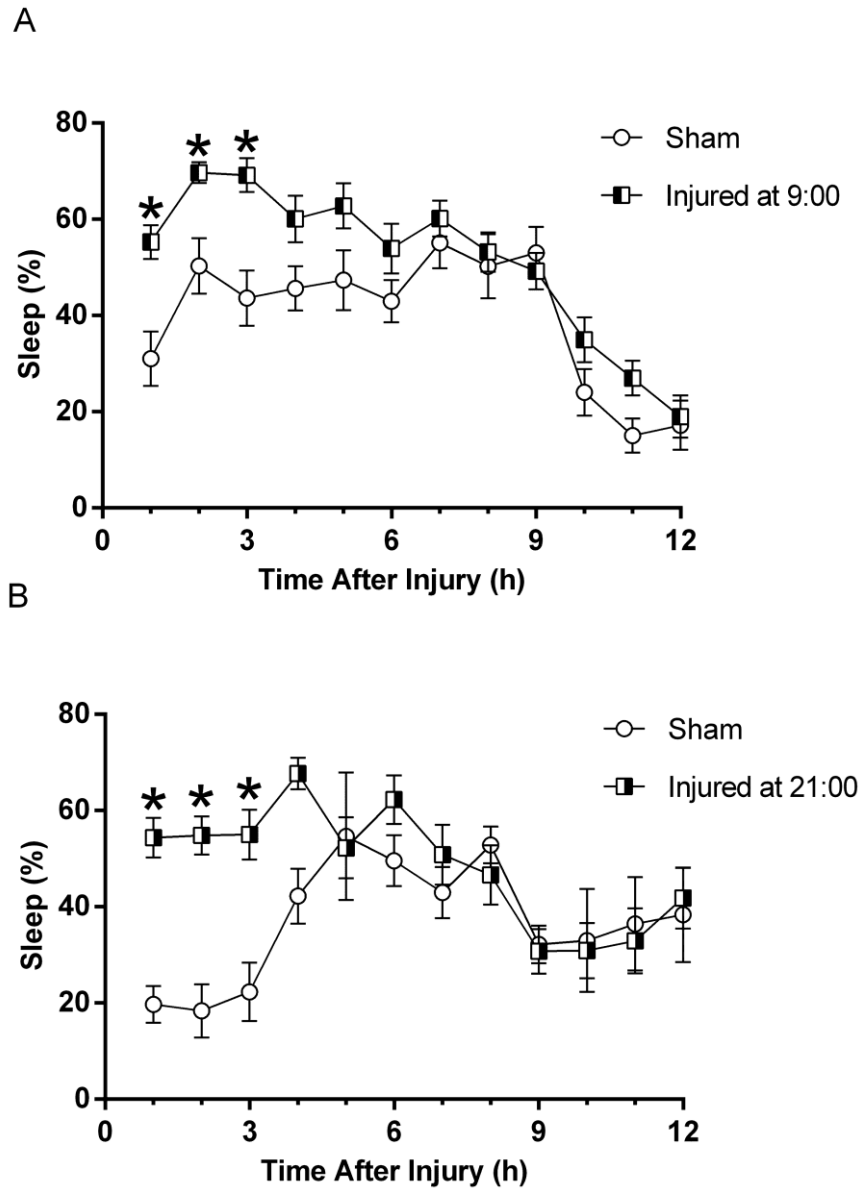 A
80
60
40
20
0
Sleep (%)
* * *
Sham
Injured at 9:00
0 3 6 9 12
Time After Injury (h)
B
80
60
40
20
0
Sleep (%)
* * *
Sham
Injured at 21:00
0 3 6 9 12
Time After Injury (h)